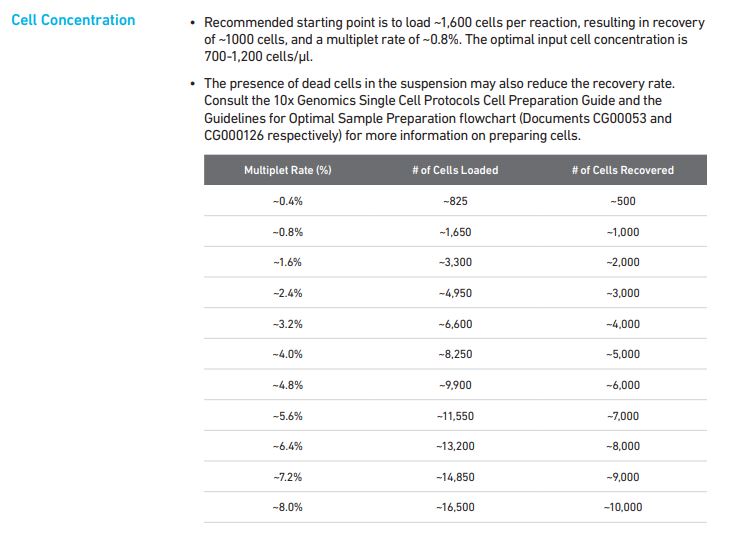 Cell Concentration
• Recommended starting point is to load ~1,600 cells per reaction, resulting in recovery
of ~1000 cells, and a multiplet rate of ~0.8%. The optimal input cell concentration is
700-1,200 cells/µl.
• The presence of dead cells in the suspension may also reduce the recovery rate.
Consult the 10x Genomics Single Cell Protocols Cell Preparation Guide and the
Guidelines for Optimal Sample Preparation flowchart (Documents CG00053 and
CG000126 respectively) for more information on preparing cells.
Multiplet Rate (%) # of Cells Loaded # of Cells Recovered
~0.4% ~825 ~500
~0.8% ~1,650 ~1,000
~1.6% ~3,300 ~2,000
~2.4% ~4,950 ~3,000
~3.2% ~6,600 ~4,000
~4.0% ~8,250 ~5,000
~4.8% ~9,900 ~6,000
~5.6% ~11,550 ~7,000
~6.4% ~13,200 ~8,000
~7.2% ~14,850 ~9,000
~8.0% ~16,500 ~10,000